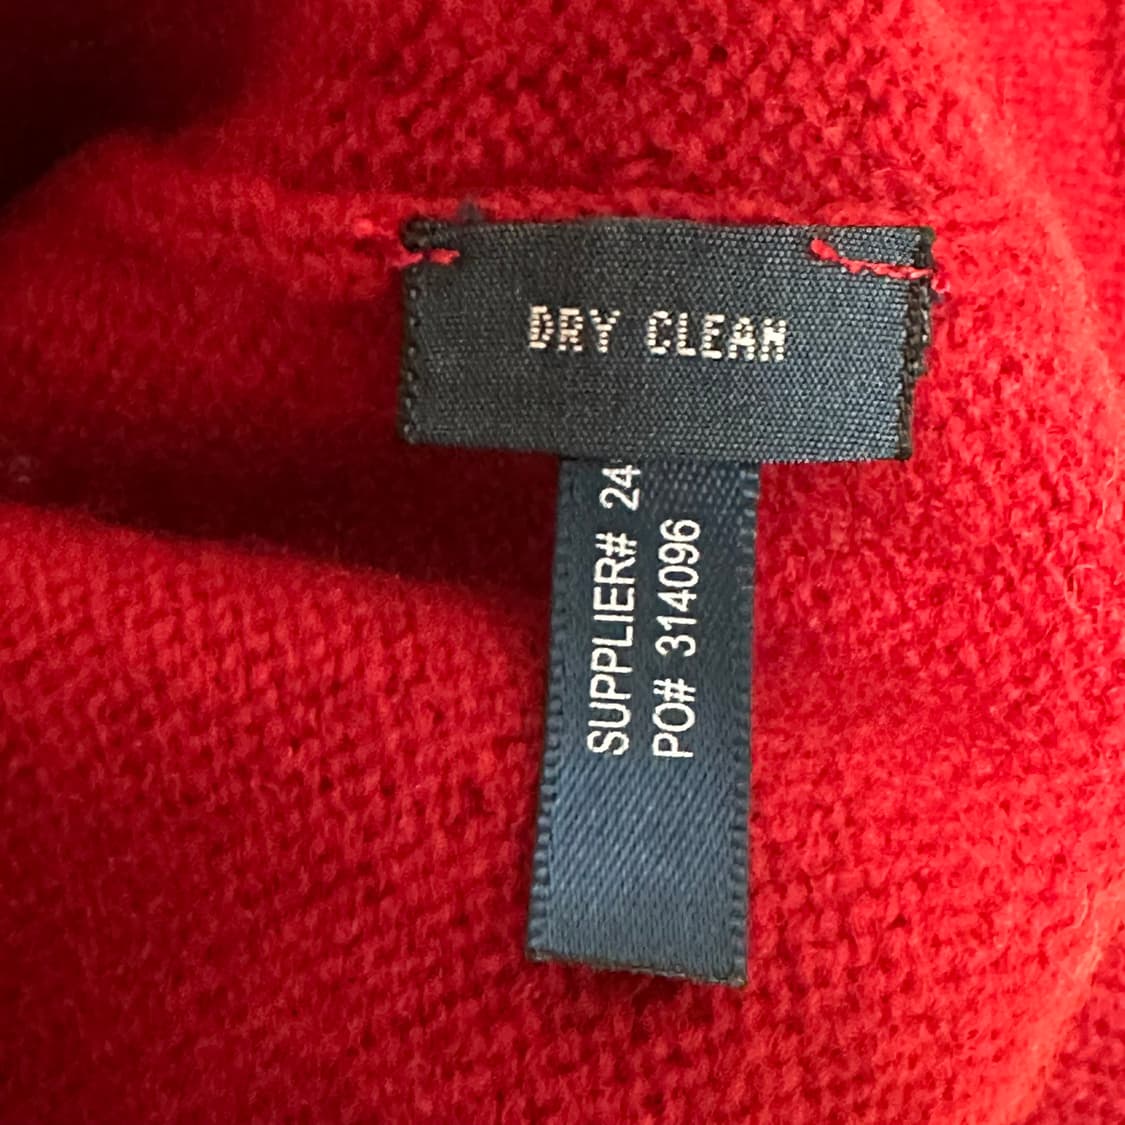 DRY CLEAN
SUPPLIER# 24
PO# 314096